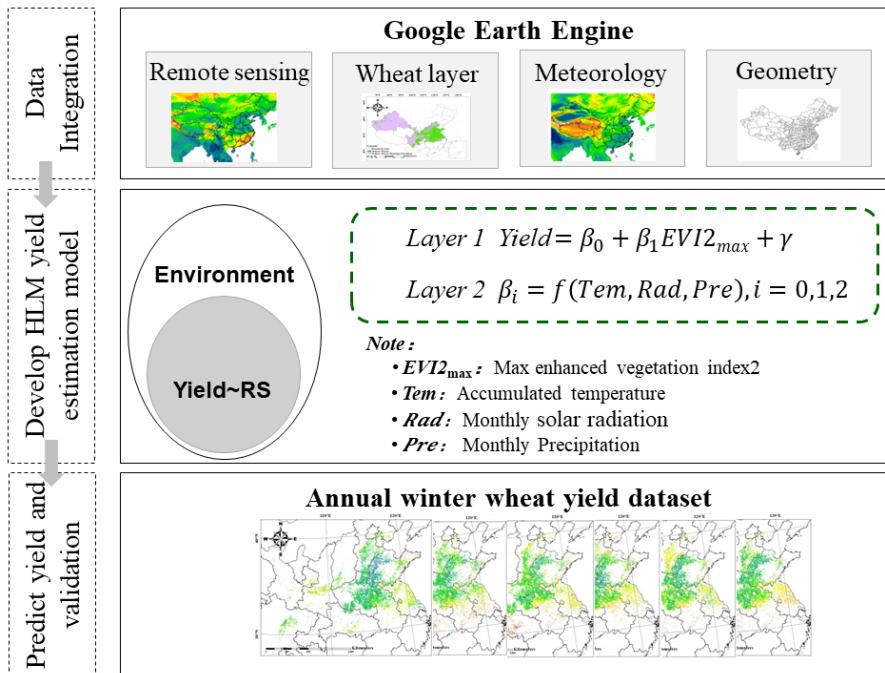 Data
Integration
Google Earth Engine
Remote sensing
Wheat layer
Meteorology
Geometry
Develop HLM yield
estimation model
Environment
Yield~RS
Layer 1 Yield = β₀ + β₁EVI2ₘₐₓ + γ
Layer 2 βᵢ = f(Tem, Rad, Pre), i = 0,1,2
Note：
• EVI2ₘₐₓ： Max enhanced vegetation index2
• Tem： Accumulated temperature
• Rad： Monthly solar radiation
• Pre： Monthly Precipitation
Predict yield and
validation
Annual winter wheat yield dataset